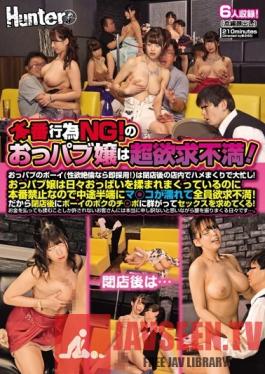 Hunter
6人収録!
210minutes
本番行為NG!の
おっパブ嬢は超欲求不満!
おっパブのボーイ(性欲絶倫なら即採用!)は閉店後の店内でハメまくりで大忙し!
おっパブ嬢は日々おっぱいを揉まれまくっているのに
本番禁止なので中途半端にマ○コが濡れて全員欲求不満!
だから閉店後にボーイのボクのチ○ポに群がってセックスを求めてくる!
閉店後は…
JAVSEEN.TV